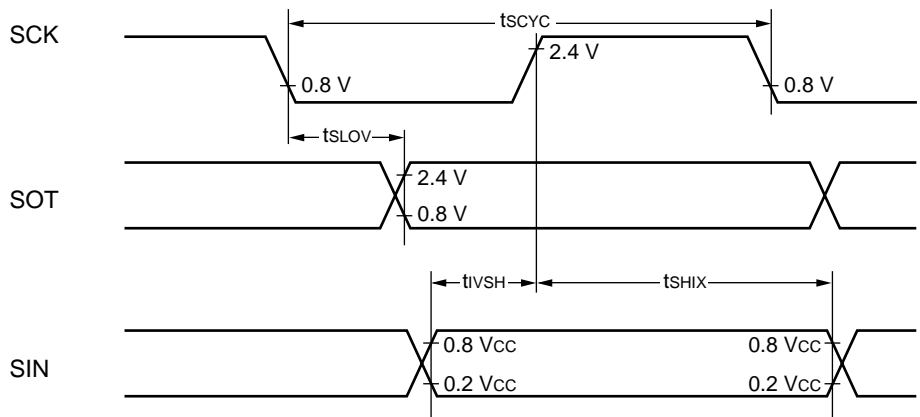 tSCYC
SCK
2.4 V
0.8 V
0.8 V
tSLOV
SOT
2.4 V
0.8 V
tIVSH
tSHIX
SIN
0.8 VCC
0.8 VCC
0.2 VCC
0.2 VCC